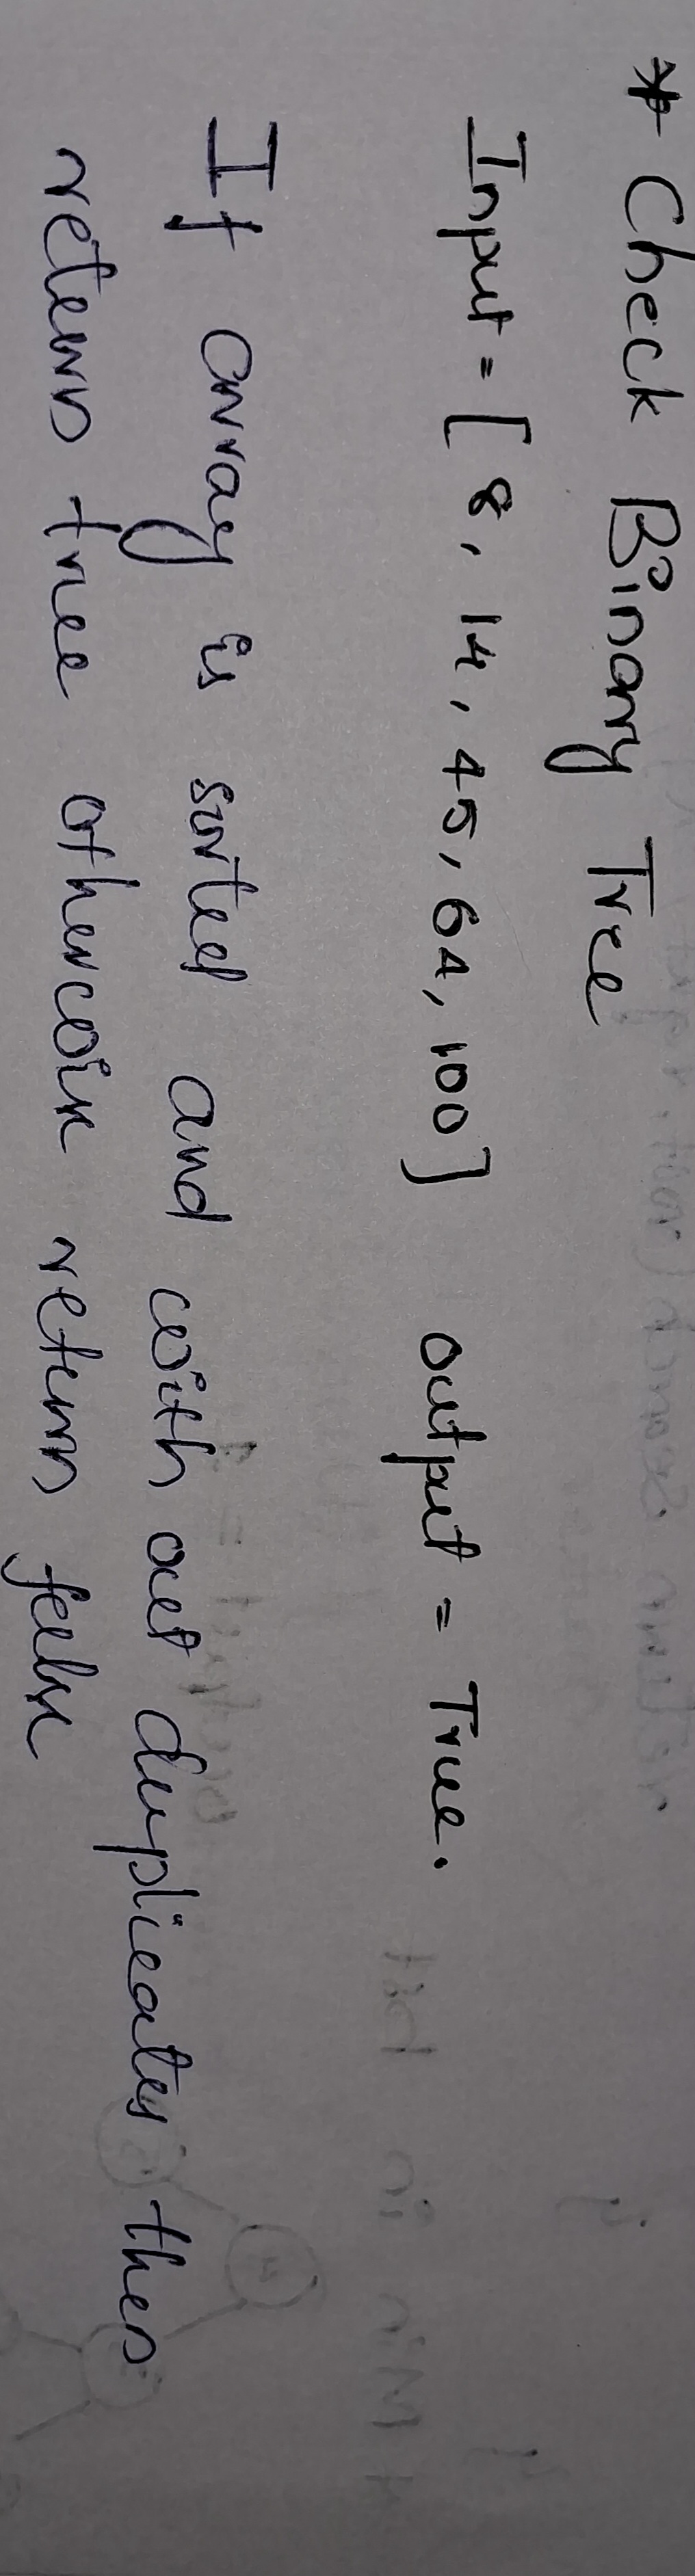 * Check Binary Tree
Input = [8, 14, 45, 64, 100] output = True.
If array is sorted and with out duplicates then
return true otherwise return false